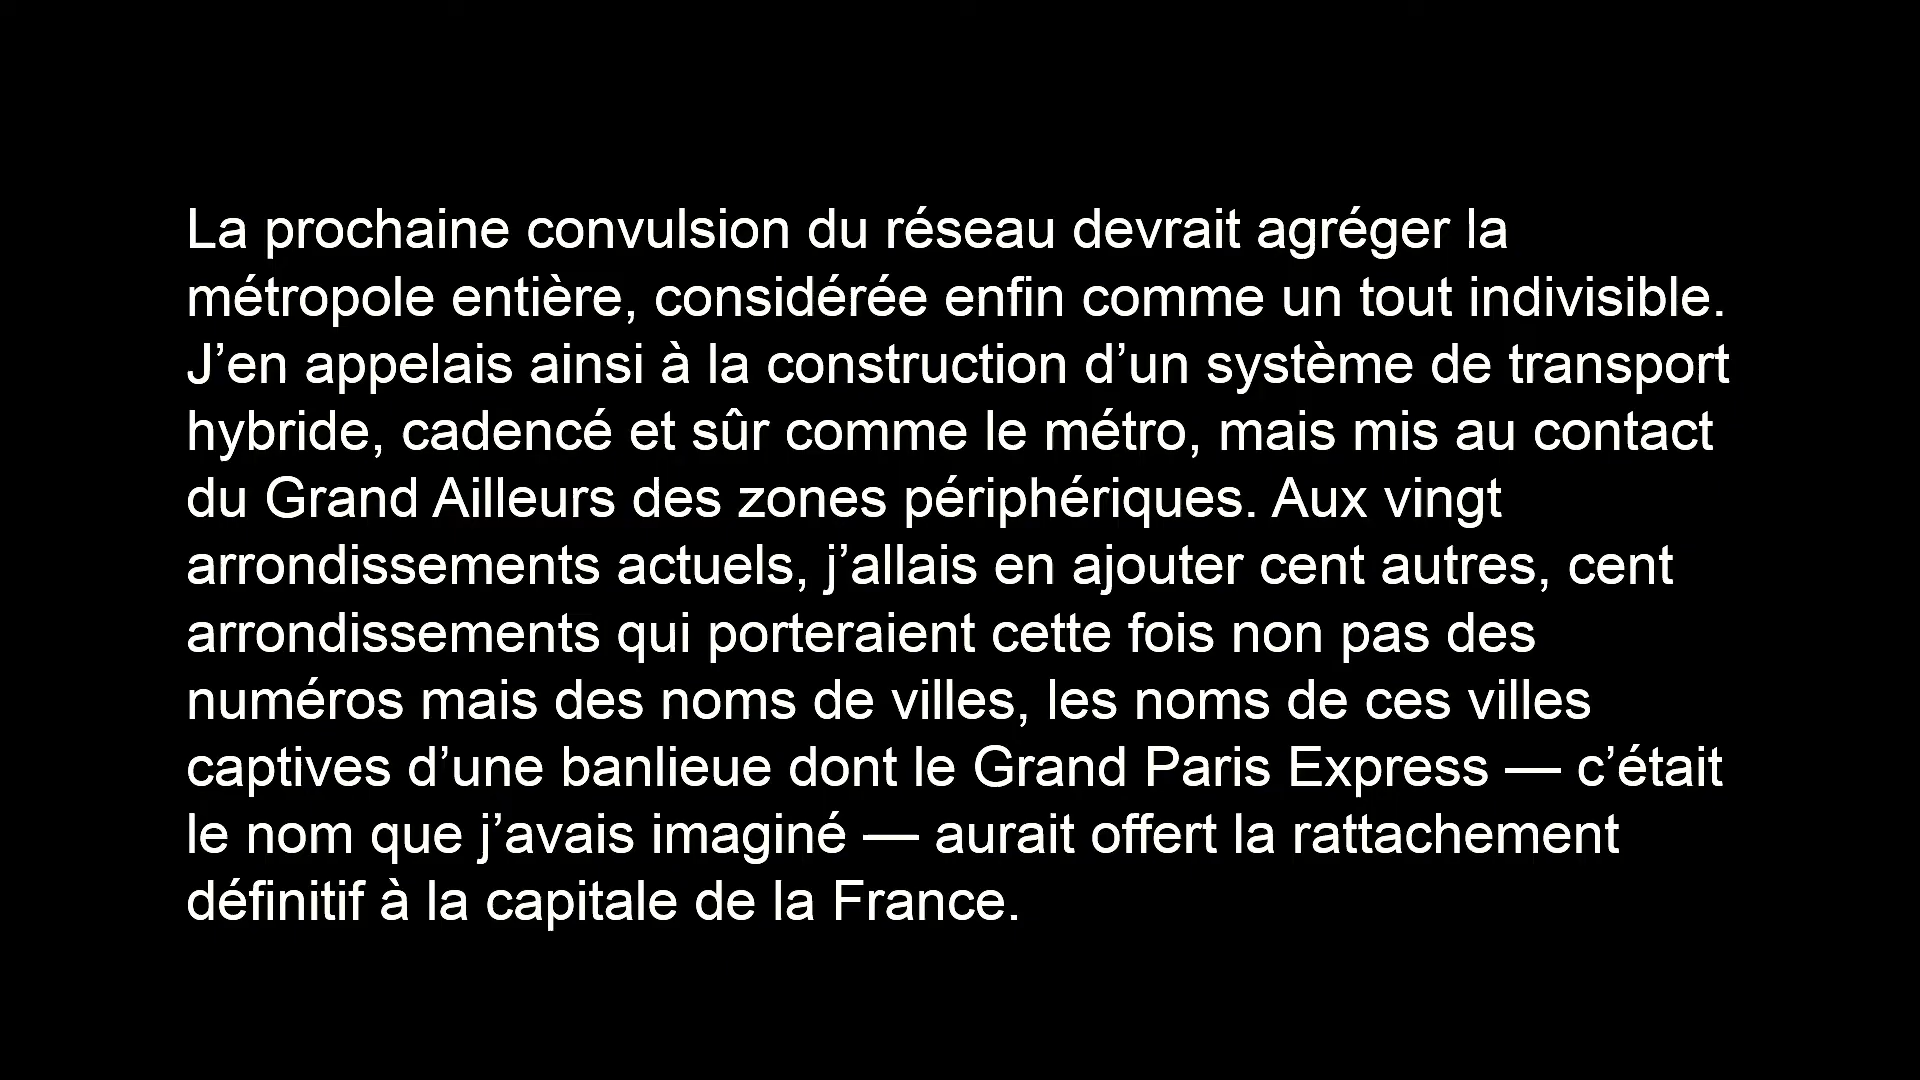 La prochaine convulsion du réseau devrait agréger la
métropole entière, considérée enfin comme un tout indivisible.
J’en appelais ainsi à la construction d’un système de transport
hybride, cadencé et sûr comme le métro, mais mis au contact
du Grand Ailleurs des zones périphériques. Aux vingt
arrondissements actuels, j’allais en ajouter cent autres, cent
arrondissements qui porteraient cette fois non pas des
numéros mais des noms de villes, les noms de ces villes
captives d’une banlieue dont le Grand Paris Express — c’était
le nom que j’avais imaginé — aurait offert la rattachement
définitif à la capitale de la France.